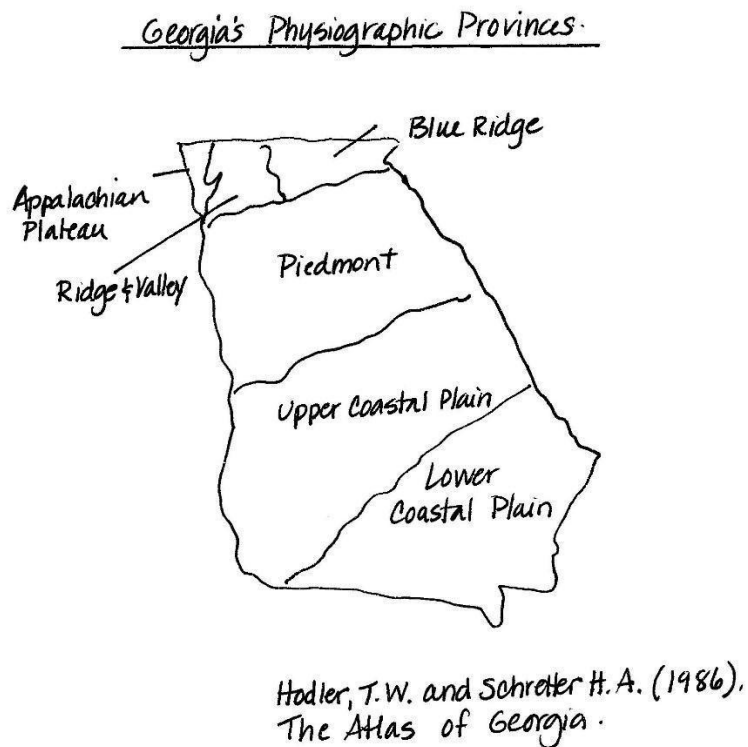 Georgia's Physiographic Provinces.
Blue Ridge
Appalachian
Plateau
Ridge & Valley
Piedmont
Upper Coastal Plain
Lower
Coastal Plain
Hodler, T.W. and Schretter H.A. (1986).
The Atlas of Georgia.